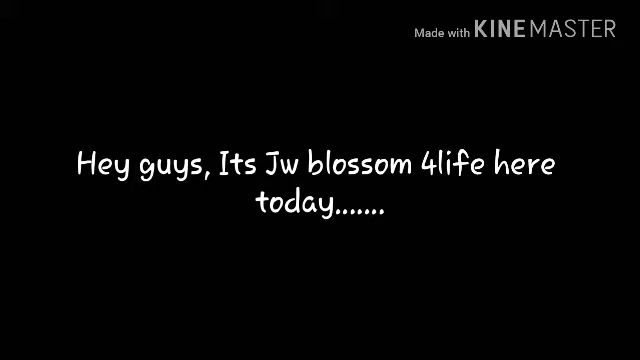 Made with KINEMASTER
Hey guys, Its Jw blossom 4life here
today.......